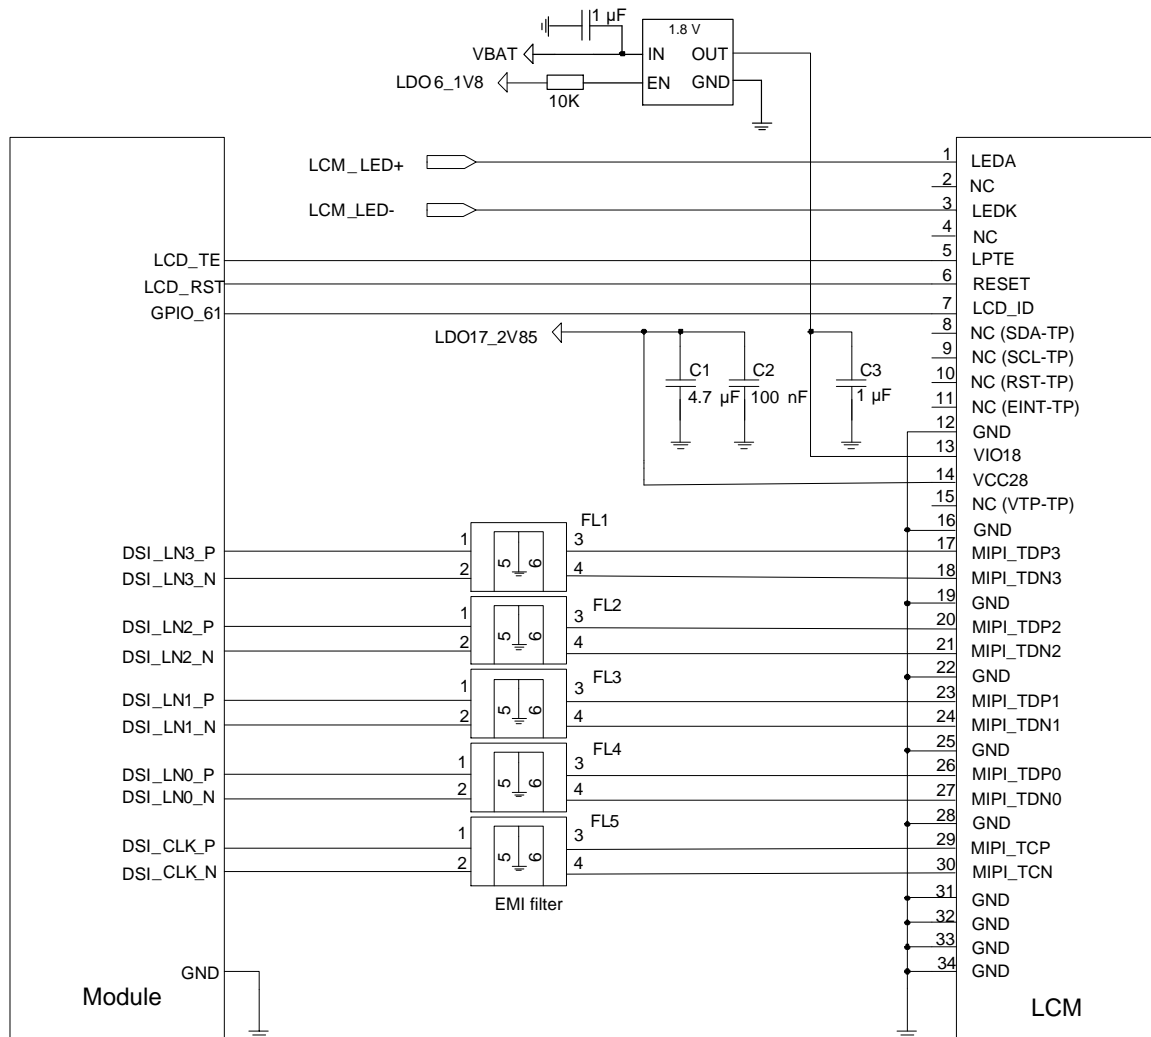 1 µF
1.8 V
VBAT
IN
OUT
LDO6_1V8
EN
GND
10K
LCM_LED+
1
LEDA
2
NC
LCM_LED-
3
LEDK
4
NC
LCD_TE
5
LPTE
LCD_RST
6
RESET
GPIO_61
7
LCD_ID
LDO17_2V85
8
NC (SDA-TP)
9
NC (SCL-TP)
C1
4.7 µF
C2
100 nF
C3
1 µF
10
NC (RST-TP)
11
NC (EINT-TP)
12
GND
13
VIO18
14
VCC28
15
NC (VTP-TP)
16
GND
FL1
DSI_LN3_P
1
3
17
MIPI_TDP3
DSI_LN3_N
2
5
6
4
18
MIPI_TDN3
19
GND
FL2
DSI_LN2_P
1
3
20
MIPI_TDP2
DSI_LN2_N
2
5
6
4
21
MIPI_TDN2
22
GND
FL3
DSI_LN1_P
1
3
23
MIPI_TDP1
DSI_LN1_N
2
5
6
4
24
MIPI_TDN1
25
GND
FL4
DSI_LN0_P
1
3
26
MIPI_TDP0
DSI_LN0_N
2
5
6
4
27
MIPI_TDN0
28
GND
FL5
DSI_CLK_P
1
3
29
MIPI_TCP
DSI_CLK_N
2
5
6
4
30
MIPI_TCN
EMI filter
31
GND
32
GND
33
GND
34
GND
GND
Module
LCM